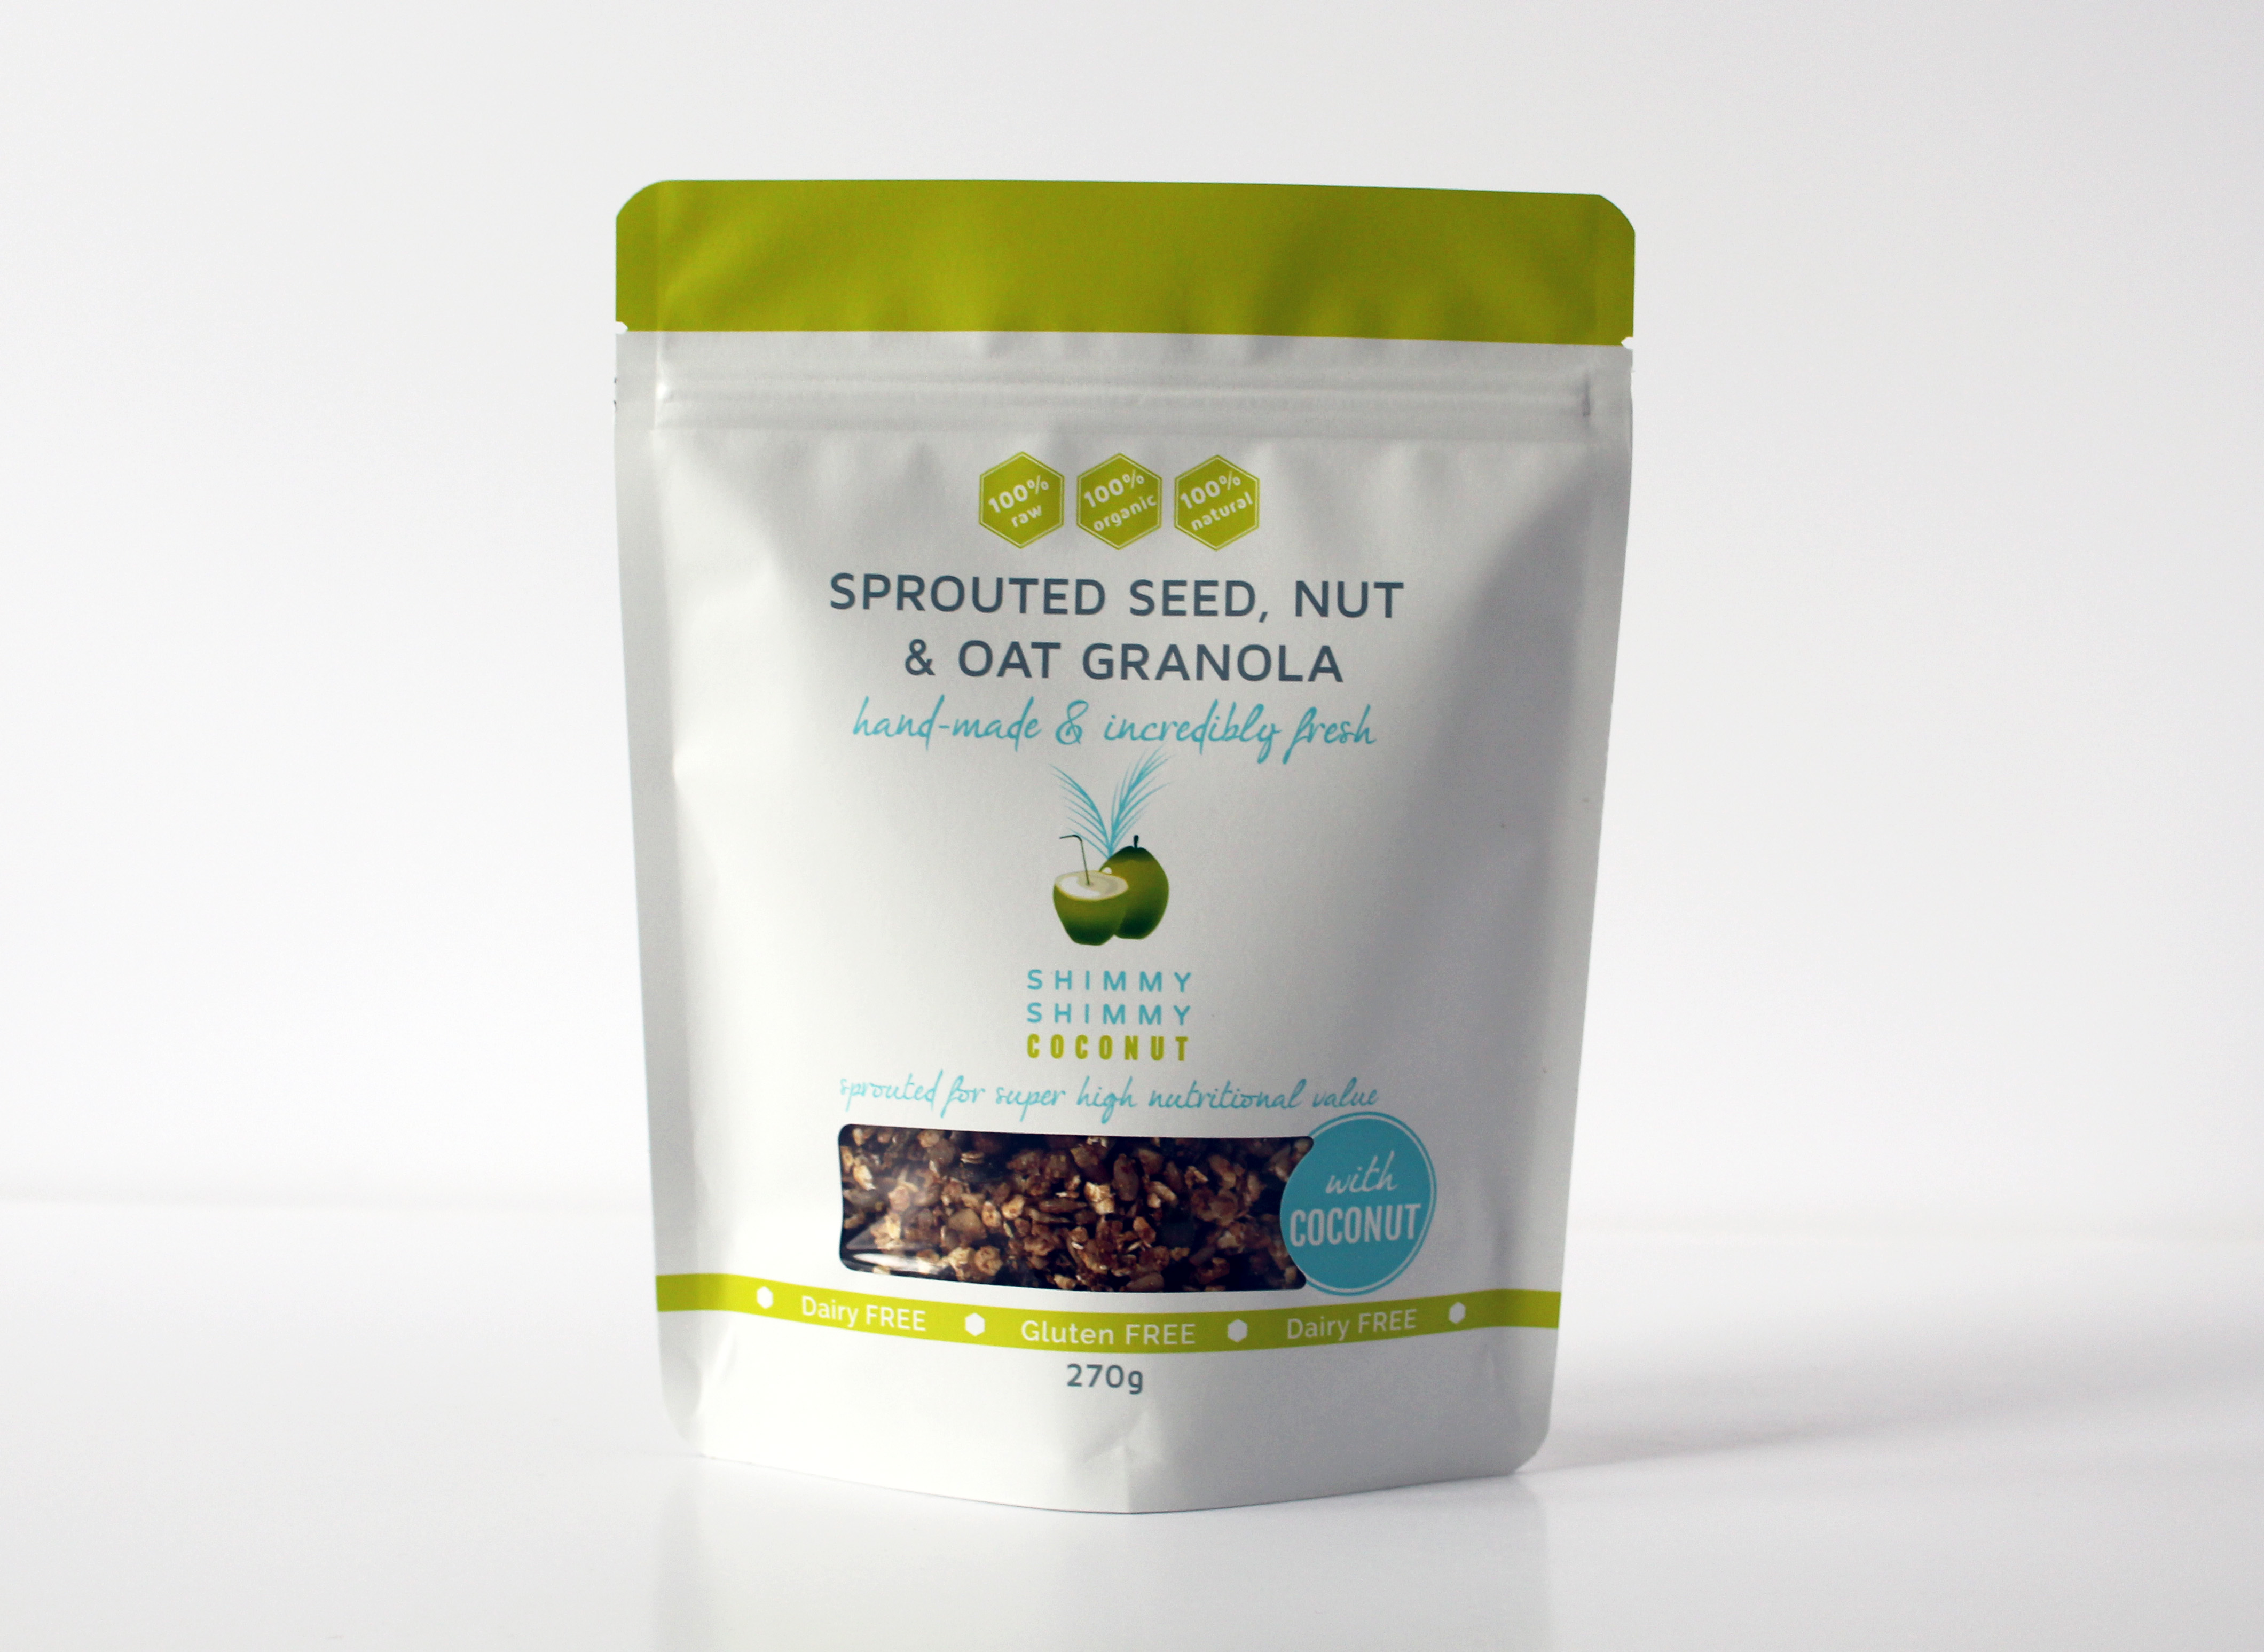 100%
raw
100%
organic
100%
natural
SPROUTED SEED, NUT
& OAT GRANOLA
hand-made & incredibly fresh
SHIMMY
SHIMMY
COCONUT
sprouted for super high nutritional value
with
COCONUT
Dairy FREE Gluten FREE Dairy FREE
270g